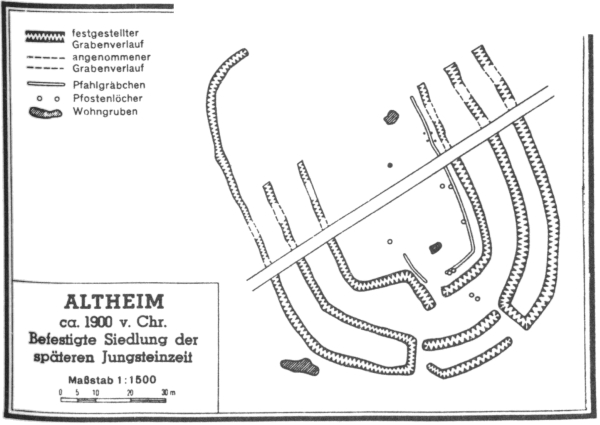 festgestellter
Grabenverlauf
angenommener
Grabenverlauf
Pfahlgräbchen
Pfostenlöcher
Wohngruben
ALTHEIM
ca. 1900 v. Chr.
Befestigte Siedlung der
späteren Jungsteinzeit
Maßstab 1:1500
0 5 10 20 30 m